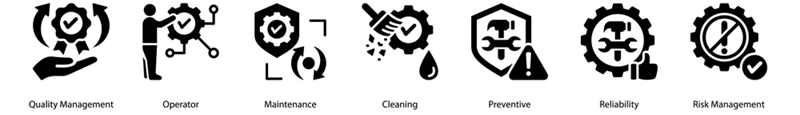 Quality Management
Operator
Maintenance
Cleaning
Preventive
Reliability
Risk Management